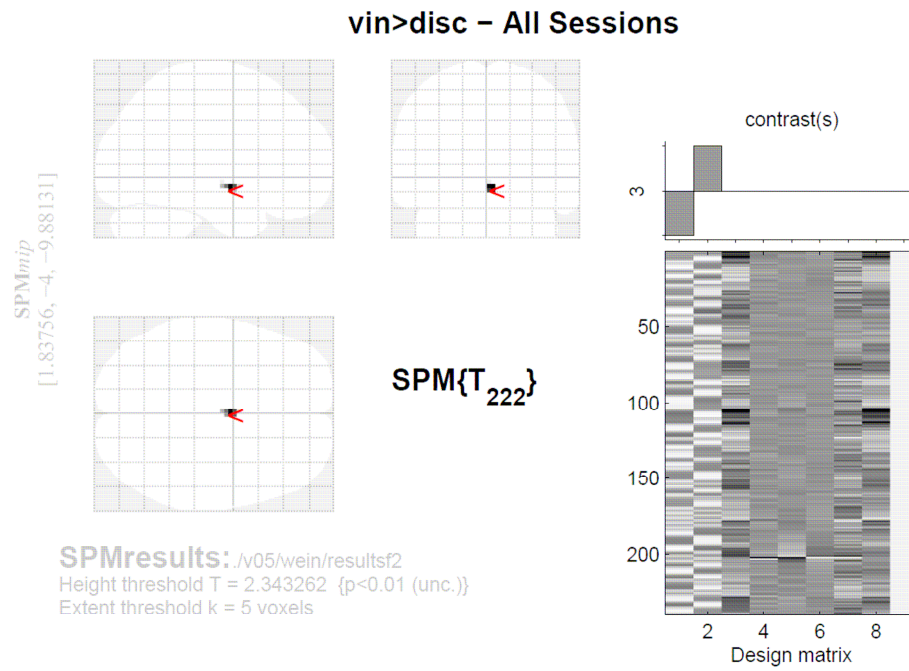 vin>disc − All Sessions
SPMmip
[1.83756, −4, −9.88131]
contrast(s)
3
SPM{T222}
50
100
150
200
2 4 6 8
Design matrix
SPMresults: ./v05/wein/resultsf2
Height threshold T = 2.343262 {p<0.01 (unc.)}
Extent threshold k = 5 voxels